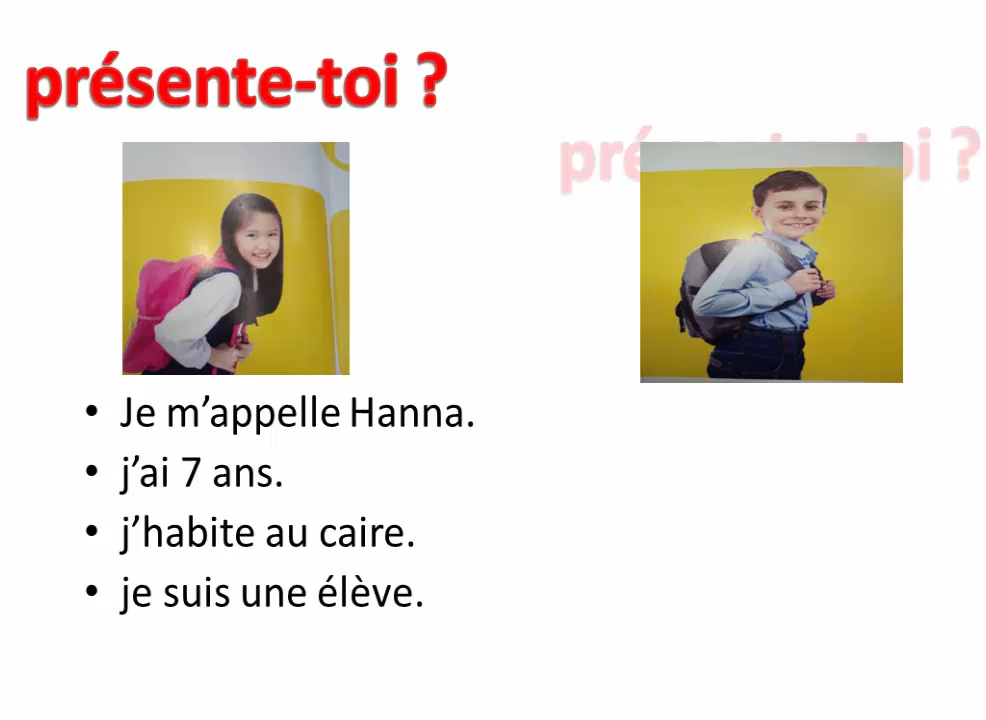 présente-toi ?
• Je m’appelle Hanna.
• j’ai 7 ans.
• j’habite au caire.
• je suis une élève.